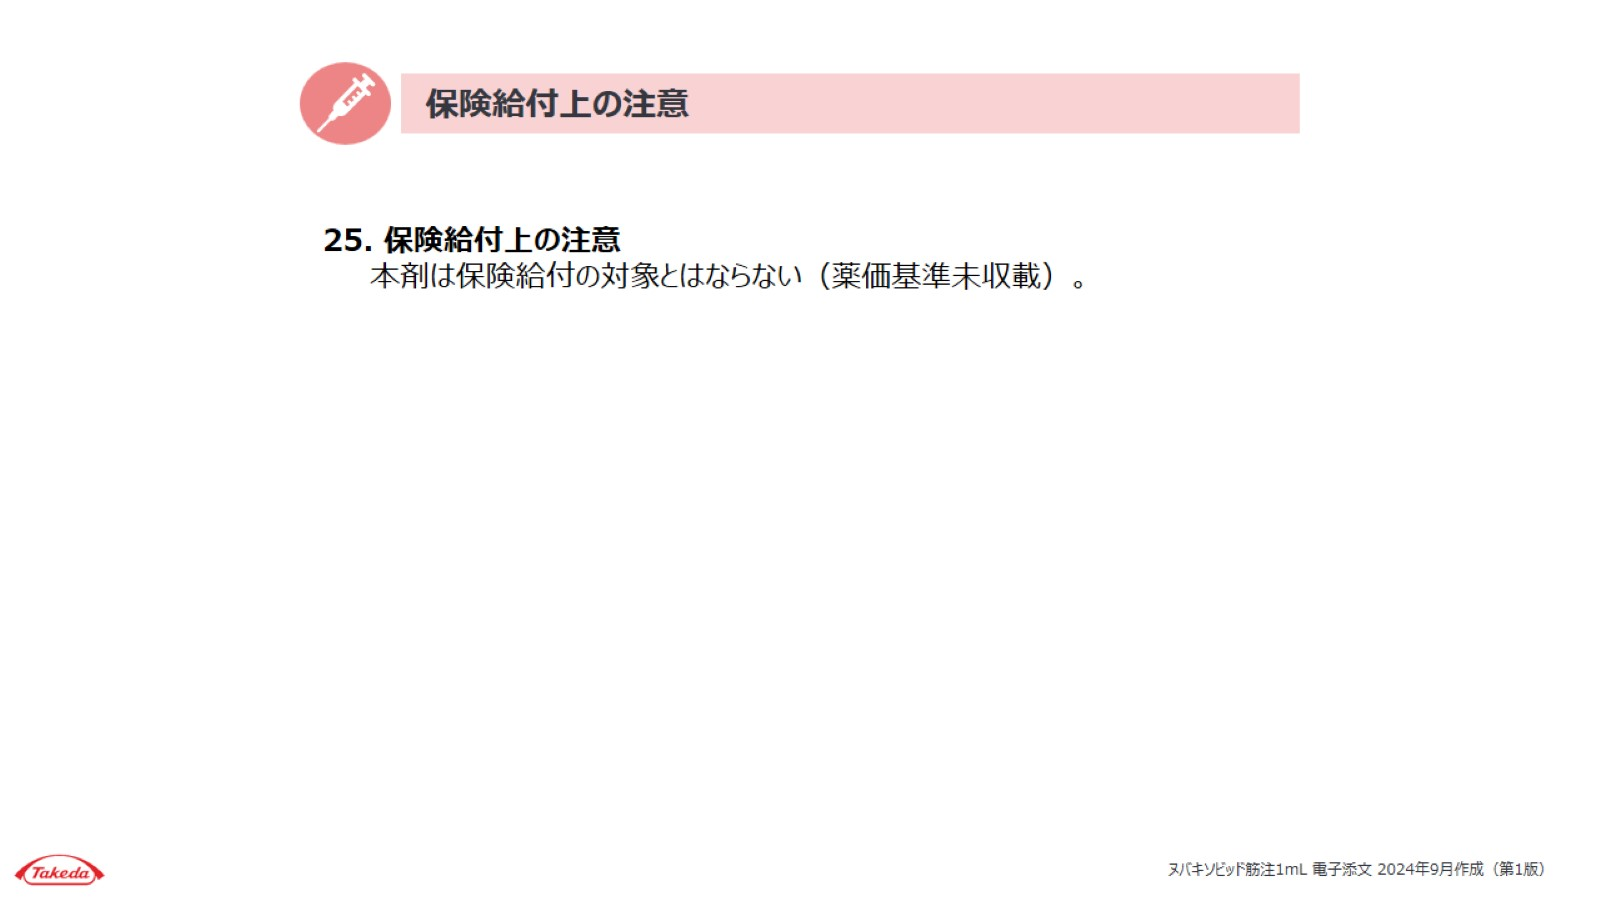 保険給付上の注意
25. 保険給付上の注意
本剤は保険給付の対象とはならない（薬価基準未収載）。
Takeda
ヌバキソビッド筋注1mL 電子添文 2024年9月作成（第1版）